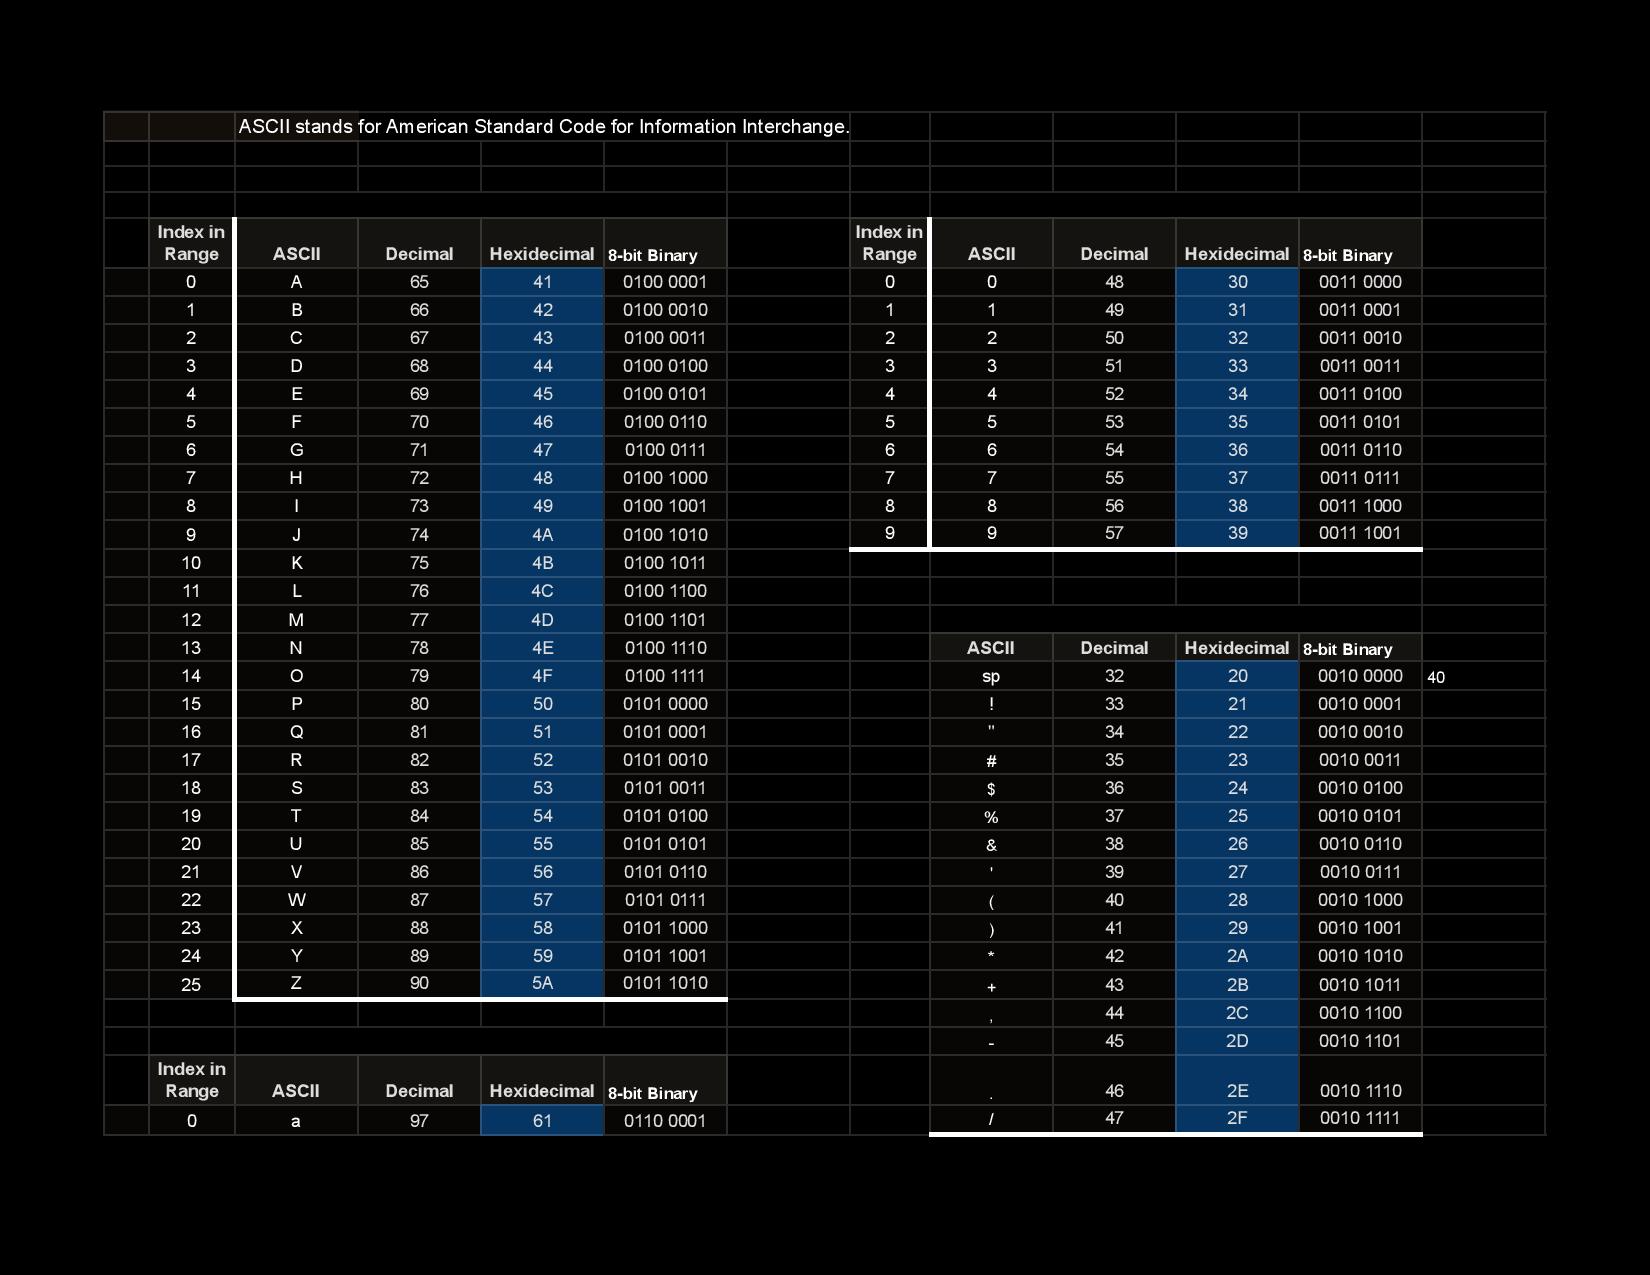 ASCII stands for American Standard Code for Information Interchange.
Index in Range ASCII Decimal Hexidecimal 8-bit Binary
0 A 65 41 0100 0001
1 B 66 42 0100 0010
2 C 67 43 0100 0011
3 D 68 44 0100 0100
4 E 69 45 0100 0101
5 F 70 46 0100 0110
6 G 71 47 0100 0111
7 H 72 48 0100 1000
8 I 73 49 0100 1001
9 J 74 4A 0100 1010
10 K 75 4B 0100 1011
11 L 76 4C 0100 1100
12 M 77 4D 0100 1101
13 N 78 4E 0100 1110
14 O 79 4F 0100 1111
15 P 80 50 0101 0000
16 Q 81 51 0101 0001
17 R 82 52 0101 0010
18 S 83 53 0101 0011
19 T 84 54 0101 0100
20 U 85 55 0101 0101
21 V 86 56 0101 0110
22 W 87 57 0101 0111
23 X 88 58 0101 1000
24 Y 89 59 0101 1001
25 Z 90 5A 0101 1010
Index in Range ASCII Decimal Hexidecimal 8-bit Binary
0 a 97 61 0110 0001
Index in Range ASCII Decimal Hexidecimal 8-bit Binary
0 0 48 30 0011 0000
1 1 49 31 0011 0001
2 2 50 32 0011 0010
3 3 51 33 0011 0011
4 4 52 34 0011 0100
5 5 53 35 0011 0101
6 6 54 36 0011 0110
7 7 55 37 0011 0111
8 8 56 38 0011 1000
9 9 57 39 0011 1001
ASCII Decimal Hexidecimal 8-bit Binary
sp 32 20 0010 0000 40
! 33 21 0010 0001
" 34 22 0010 0010
# 35 23 0010 0011
$ 36 24 0010 0100
% 37 25 0010 0101
& 38 26 0010 0110
' 39 27 0010 0111
( 40 28 0010 1000
) 41 29 0010 1001
* 42 2A 0010 1010
+ 43 2B 0010 1011
, 44 2C 0010 1100
- 45 2D 0010 1101
. 46 2E 0010 1110
/ 47 2F 0010 1111